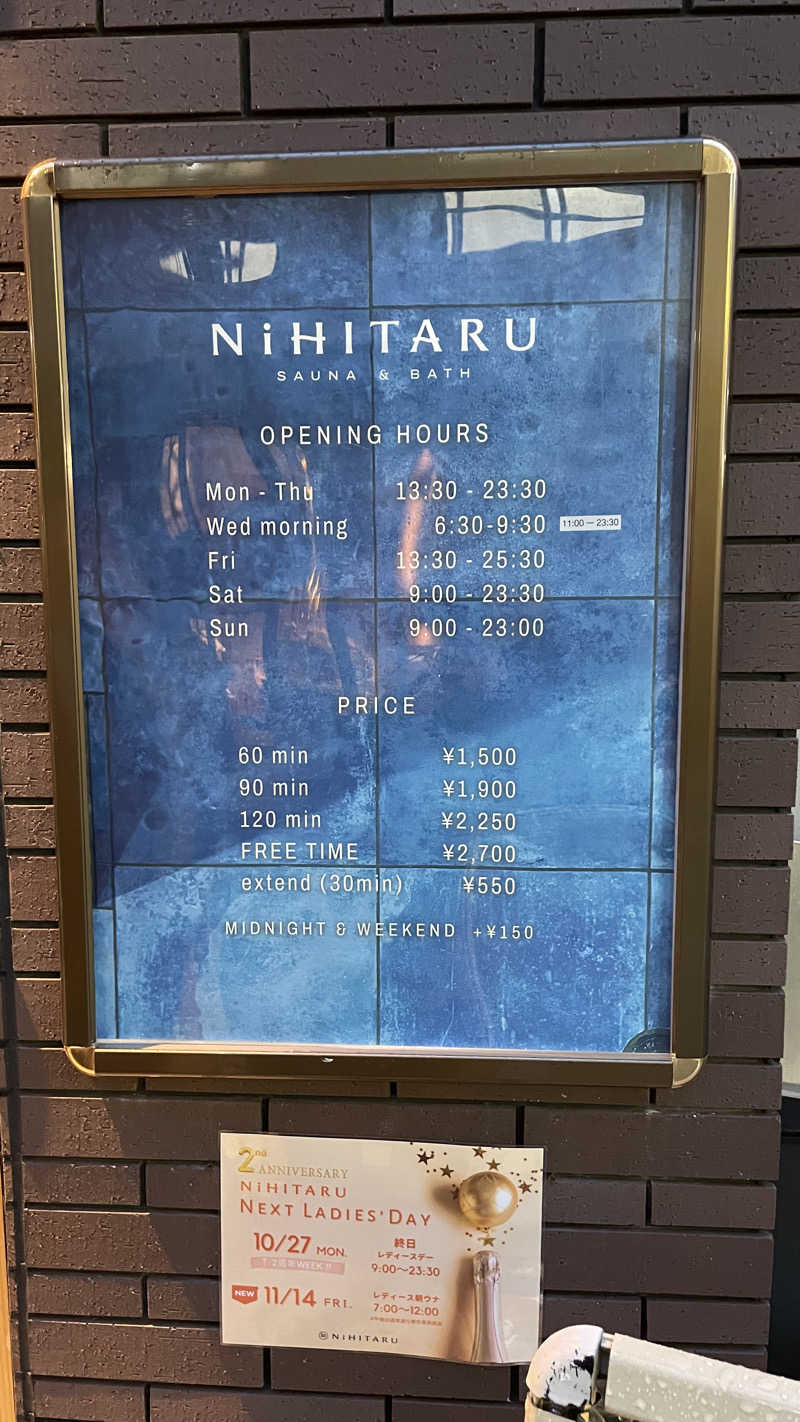 NiHITARU
SAUNA & BATH
OPENING HOURS
Mon - Thu 13:30 - 23:30
Wed morning 6:30-9:30 11:00 — 23:30
Fri 13:30 - 25:30
Sat 9:00 - 23:30
Sun 9:00 - 23:00
PRICE
60 min ¥1,500
90 min ¥1,900
120 min ¥2,250
FREE TIME ¥2,700
extend (30min) ¥550
MIDNIGHT & WEEKEND +¥150
2nd ANNIVERSARY
NiHITARU
NEXT LADIES' DAY
10/27 MON.
WEEK!!
終日
レディースデー
9:00〜23:30
NEW 11/14 FRI.
レディース朝ウナ
7:00〜12:00
NiHITARU